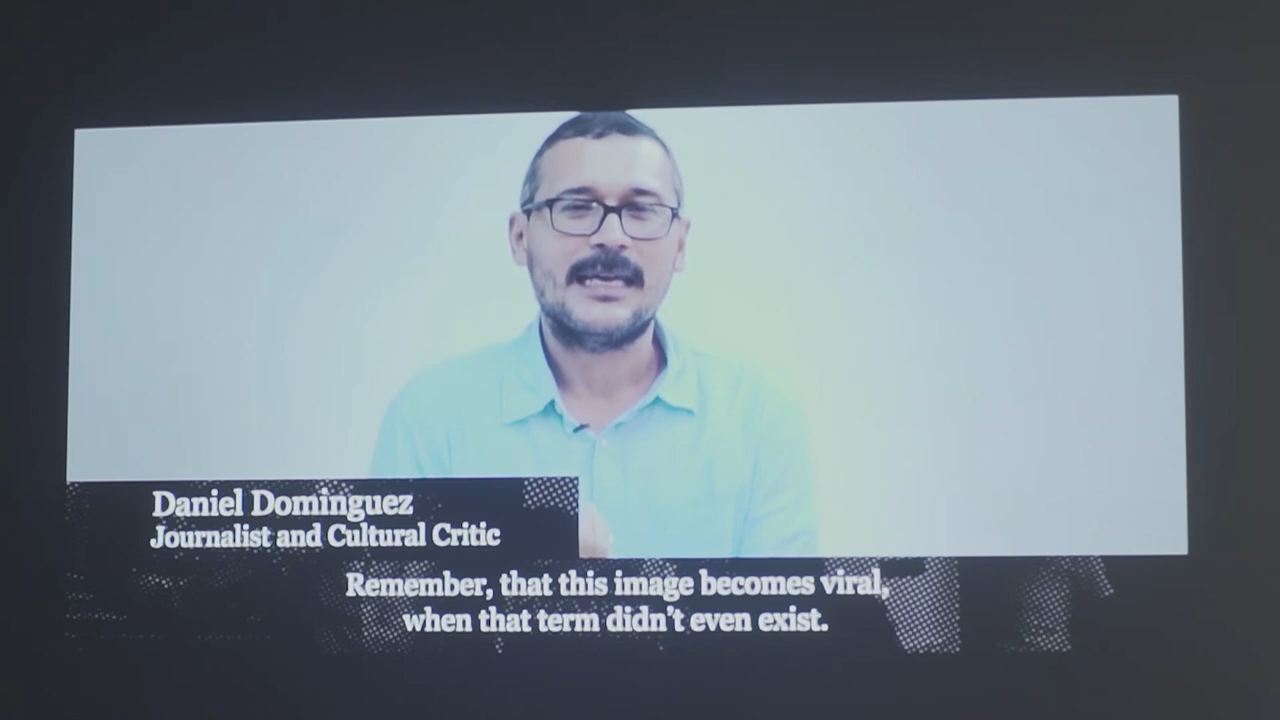 Daniel Dominguez
Journalist and Cultural Critic
Remember, that this image becomes viral,
when that term didn't even exist.